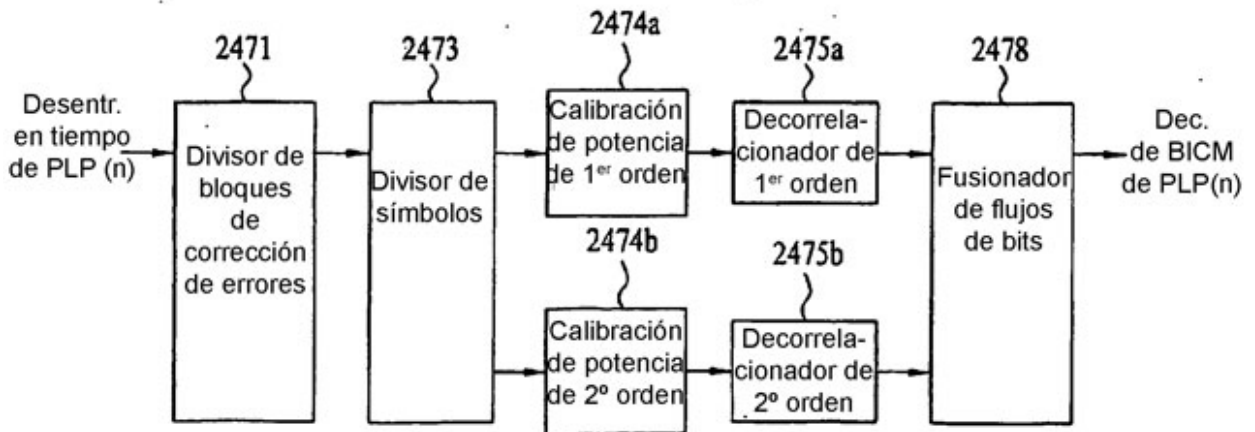 2471
2473
2474a
2475a
2478
Desentr.
en tiempo
de PLP (n)
Divisor de
bloques
de
corrección
de errores
Divisor de
símbolos
Calibración
de potencia
de 1er orden
Decorrela-
cionador de
1er orden
Fusionador
de flujos
de bits
Dec.
de BICM
de PLP(n)
2474b
2475b
Calibración
de potencia
de 2º orden
Decorrela-
cionador de
2º orden